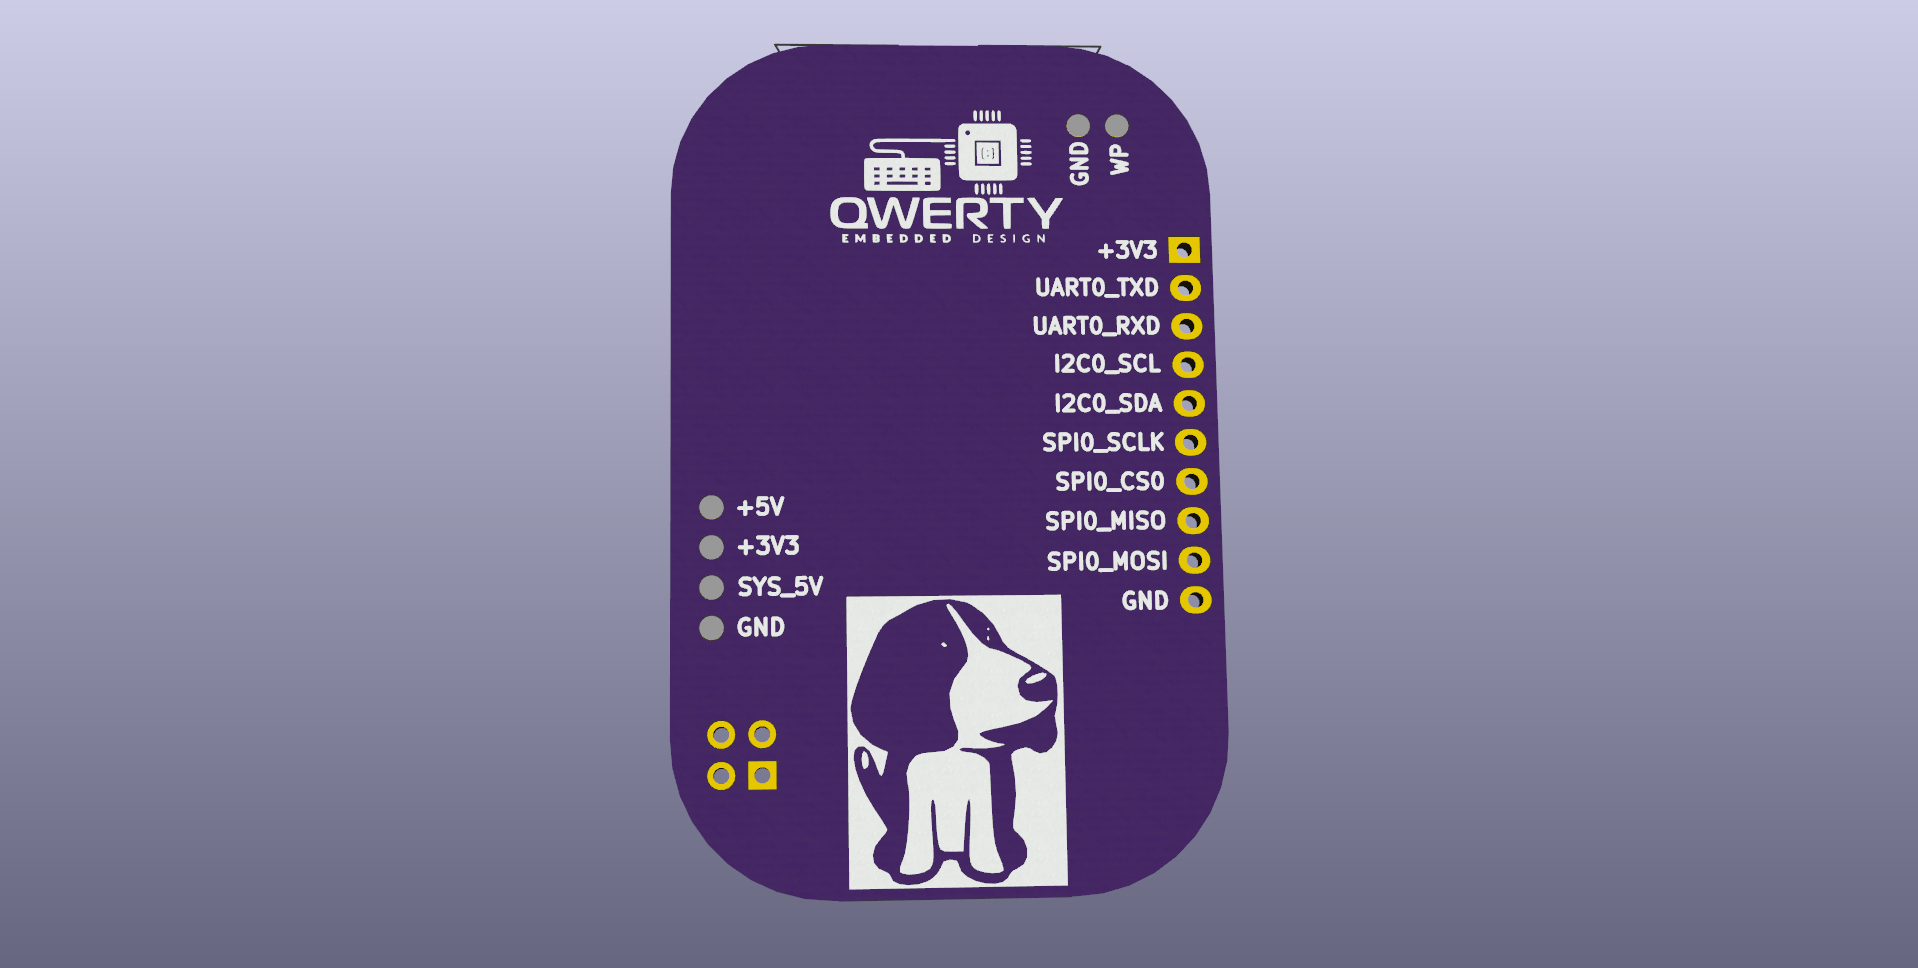 GND
WP
QWERTY
EMBEDDED DESIGN
+3V3
UART0_TXD
UART0_RXD
I2C0_SCL
I2C0_SDA
SPI0_SCLK
SPI0_CS0
SPI0_MISO
SPI0_MOSI
GND
+5V
+3V3
SYS_5V
GND